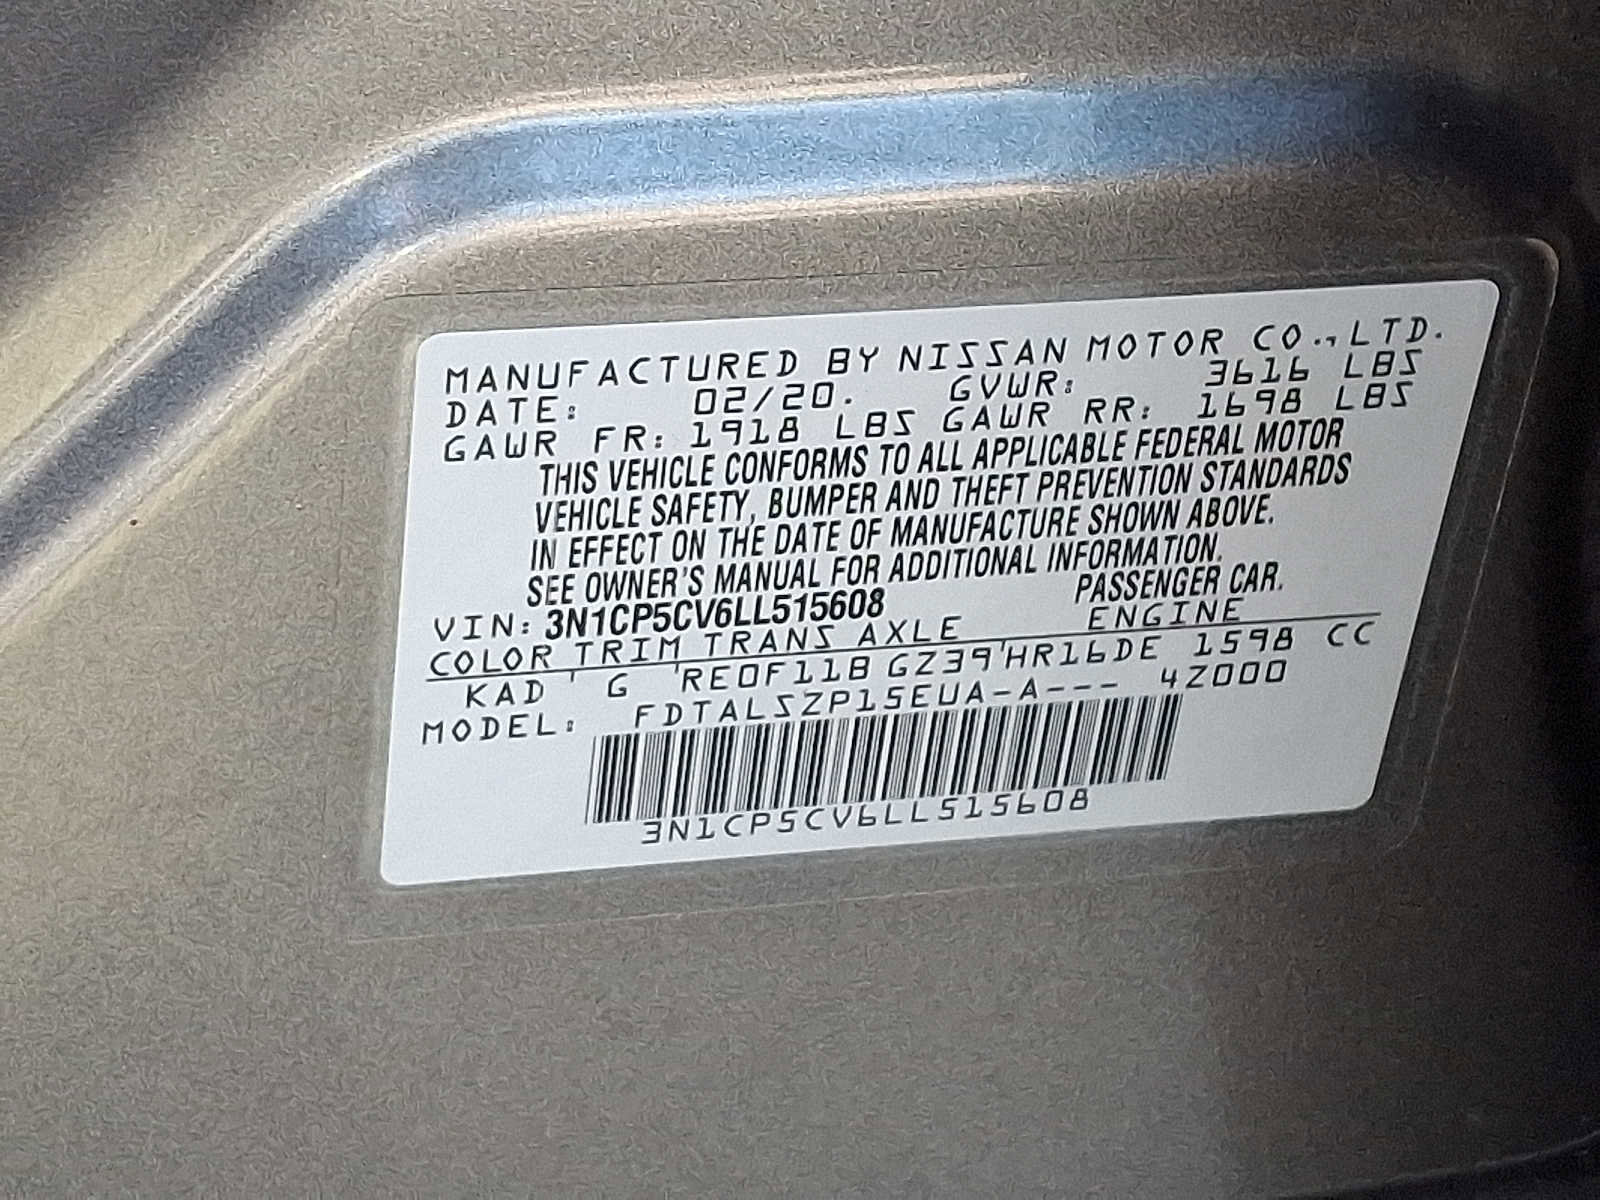 MANUFACTURED BY NISSAN MOTOR CO.,LTD.
DATE: 02/20. GVWR: 3616 LBS
GAWR FR: 1918 LBS GAWR RR: 1698 LBS
THIS VEHICLE CONFORMS TO ALL APPLICABLE FEDERAL MOTOR
VEHICLE SAFETY, BUMPER AND THEFT PREVENTION STANDARDS
IN EFFECT ON THE DATE OF MANUFACTURE SHOWN ABOVE.
SEE OWNER'S MANUAL FOR ADDITIONAL INFORMATION.
VIN: 3N1CP5CV6LL515608 PASSENGER CAR.
COLOR TRIM TRANS AXLE ENGINE
KAD ' G 'RE0F11B GZ39'HR16DE 1598 CC
MODEL: FDTALSZP15EUA-A--- 4Z000
3N1CP5CV6LL515608